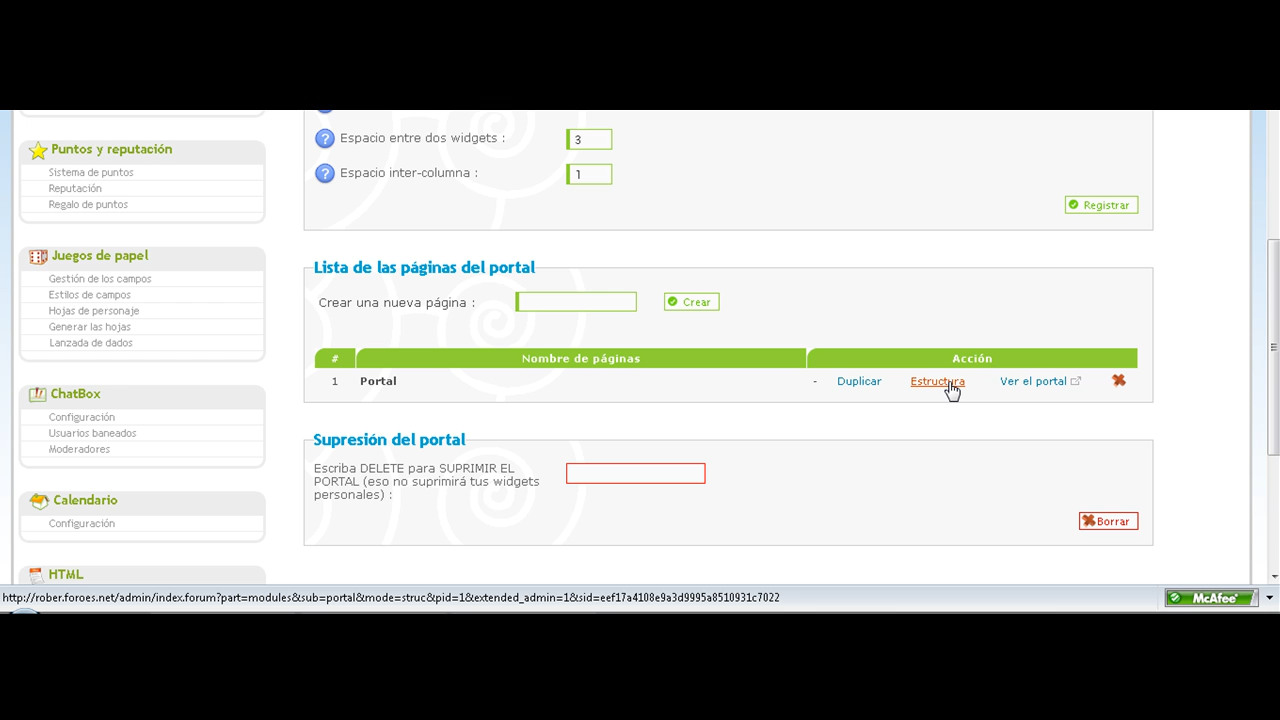 Puntos y reputación
Sistema de puntos
Reputación
Regalo de puntos
Juegos de papel
Gestión de los campos
Estilos de campos
Hojas de personaje
Generar las hojas
Lanzada de dados
ChatBox
Configuración
Usuarios baneados
Moderadores
Calendario
Configuración
HTML
? Espacio entre dos widgets : 3
? Espacio inter-columna : 1
Registrar
Lista de las páginas del portal
Crear una nueva página : Crear
# Nombre de páginas Acción
1 Portal - Duplicar Estructura Ver el portal
Supresión del portal
Escriba DELETE para SUPRIMIR EL
PORTAL (eso no suprimirá tus widgets
personales) :
Borrar
http://rober.foroes.net/admin/index.forum?part=modules&sub=portal&mode=struc&pid=1&extended_admin=1&sid=eef17a4108e9a3d9995a8510931c7022
McAfee